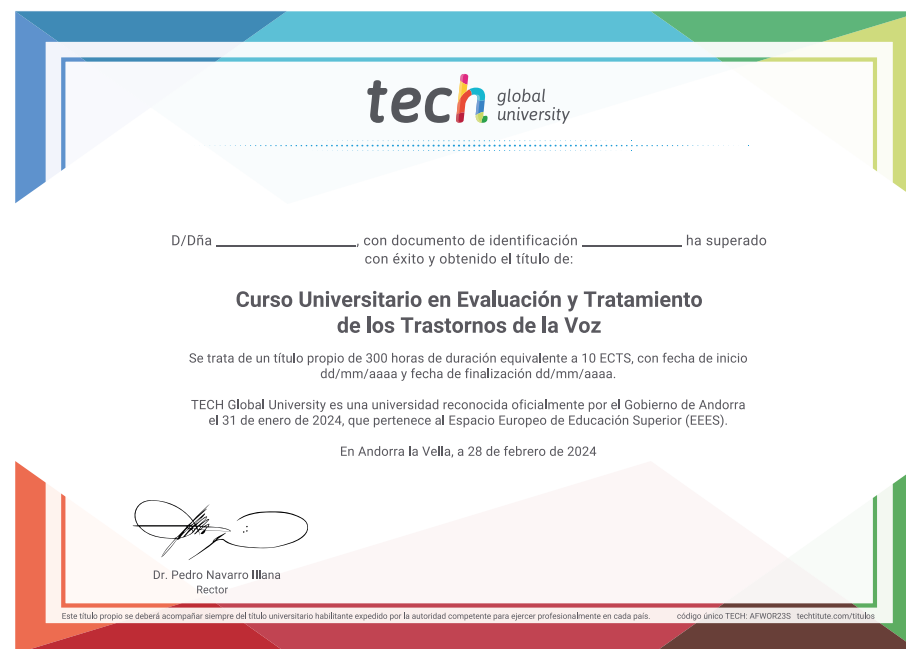 tech global university
D/Dña ______________, con documento de identificación __________ ha superado
con éxito y obtenido el título de:
Curso Universitario en Evaluación y Tratamiento
de los Trastornos de la Voz
Se trata de un título propio de 300 horas de duración equivalente a 10 ECTS, con fecha de inicio
dd/mm/aaaa y fecha de finalización dd/mm/aaaa.
TECH Global University es una universidad reconocida oficialmente por el Gobierno de Andorra
el 31 de enero de 2024, que pertenece al Espacio Europeo de Educación Superior (EEES).
En Andorra la Vella, a 28 de febrero de 2024
Dr. Pedro Navarro Illana
Rector
Este título propio se deberá acompañar siempre del título universitario habilitante expedido por la autoridad competente para ejercer profesionalmente en cada país. código único TECH: AFWOR23S techtitute.com/titulos